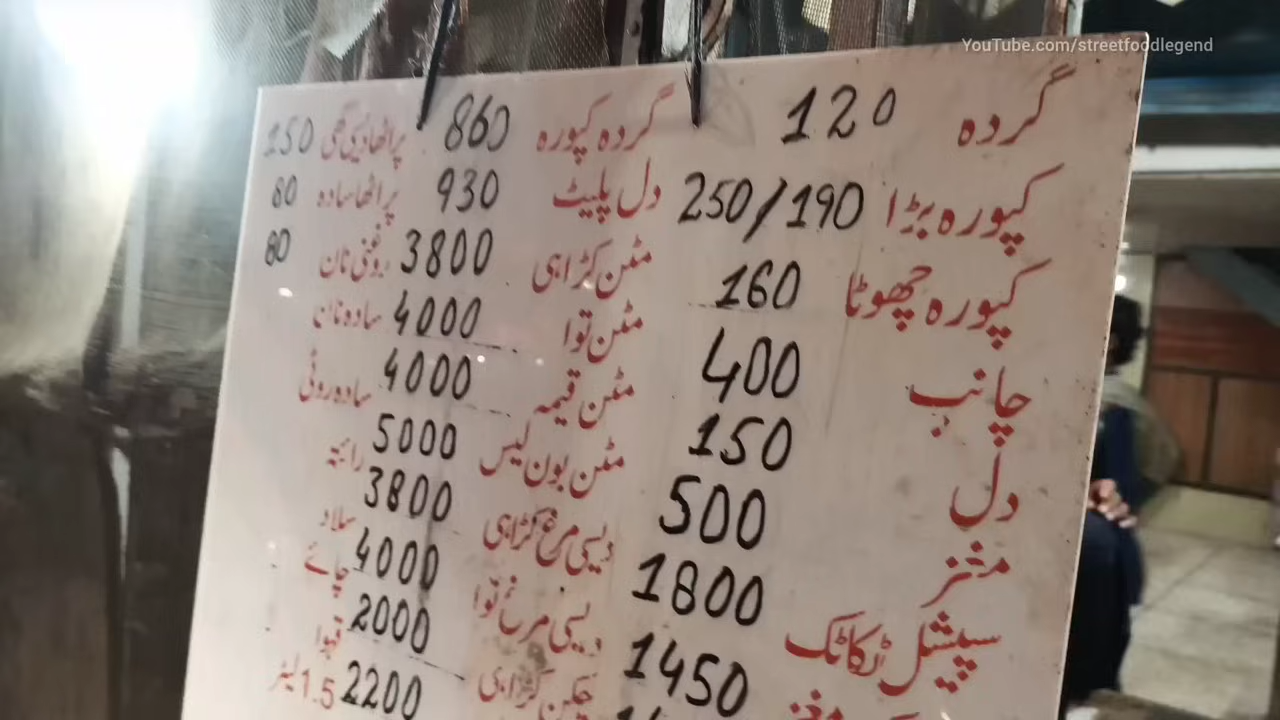 YouTube.com/streetfoodlegend
گردہ 120
کپورہ بڑا 250/190
کپورہ چھوٹا 160
چانپ 400
دل 150
مغز 500
سپیشل ٹکاٹک 1800
مغز 1450
گردہ کپورہ 860
دل پلیٹ 930
مٹن کڑاہی 3800
مٹن توا 4000
مٹن قیمہ 4000
مٹن بون لیس 5000
دیسی مرغ کڑاہی 3800
دیسی مرغ توا 4000
چکن کڑاہی 2000
2200
پراٹھا دیسی گھی 150
پراٹھا سادہ 80
روغنی نان 80
سادہ نان
سادہ روٹی
رائتہ
سلاد
چائے
قہوا
1.5 لیٹر